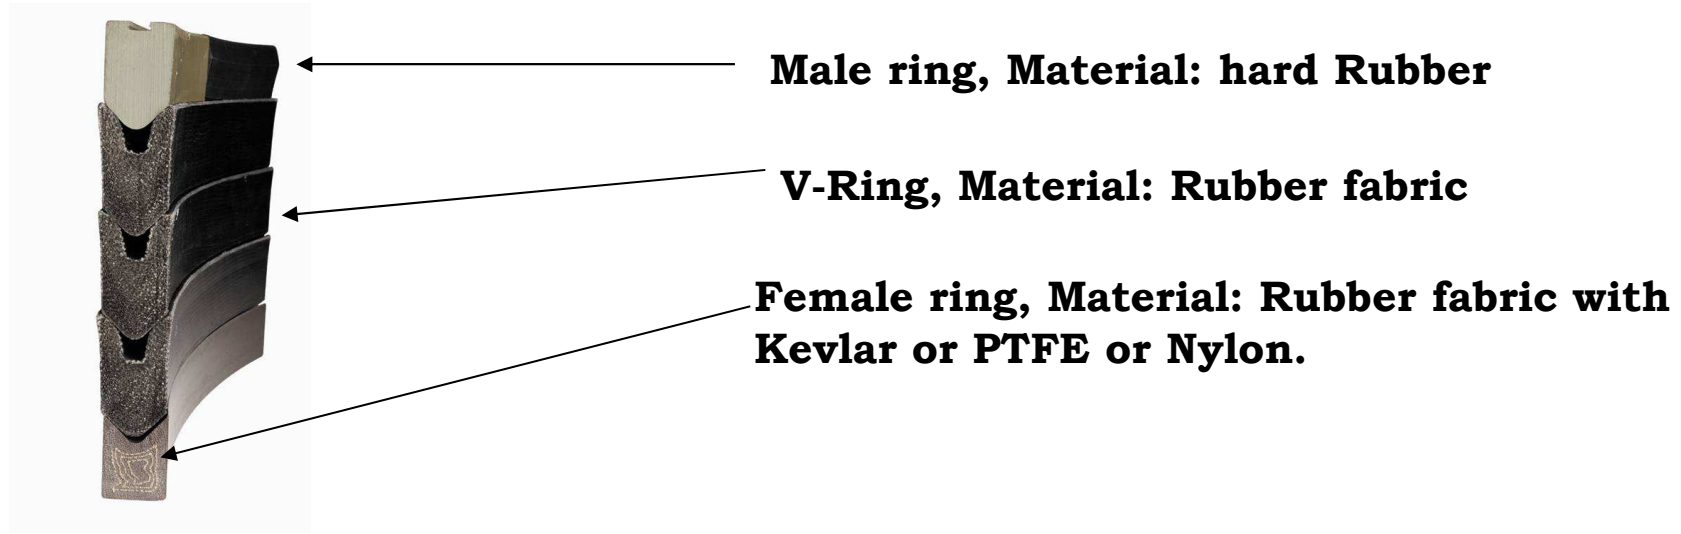 Male ring, Material: hard Rubber
V-Ring, Material: Rubber fabric
Female ring, Material: Rubber fabric with
Kevlar or PTFE or Nylon.